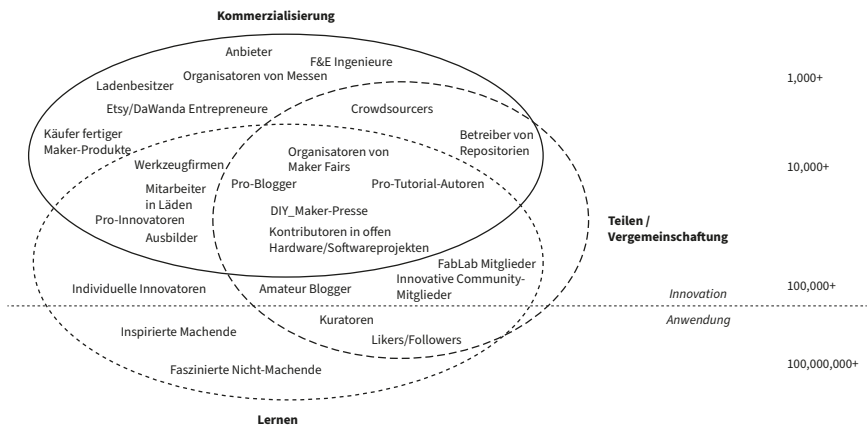 Kommerzialisierung
Anbieter
F&E Ingenieure
Organisatoren von Messen
1,000+
Ladenbesitzer
Etsy/DaWanda Entrepreneure
Crowdsourcers
Käufer fertiger
Maker-Produkte
Betreiber von
Repositorien
Organisatoren von
Maker Fairs
Werkzeugfirmen
10,000+
Mitarbeiter
in Läden
Pro-Blogger
Pro-Tutorial-Autoren
Pro-Innovatoren
DIY_Maker-Presse
Teilen /
Vergemeinschaftung
Ausbilder
Kontributoren in offen
Hardware/Softwareprojekten
FabLab Mitglieder
Individuelle Innovatoren
Amateur Blogger
Innovative Community-
Mitglieder
Innovation
100,000+
Anwendung
Kuratoren
Inspirierte Machende
Likers/Followers
Faszinierte Nicht-Machende
100,000,000+
Lernen